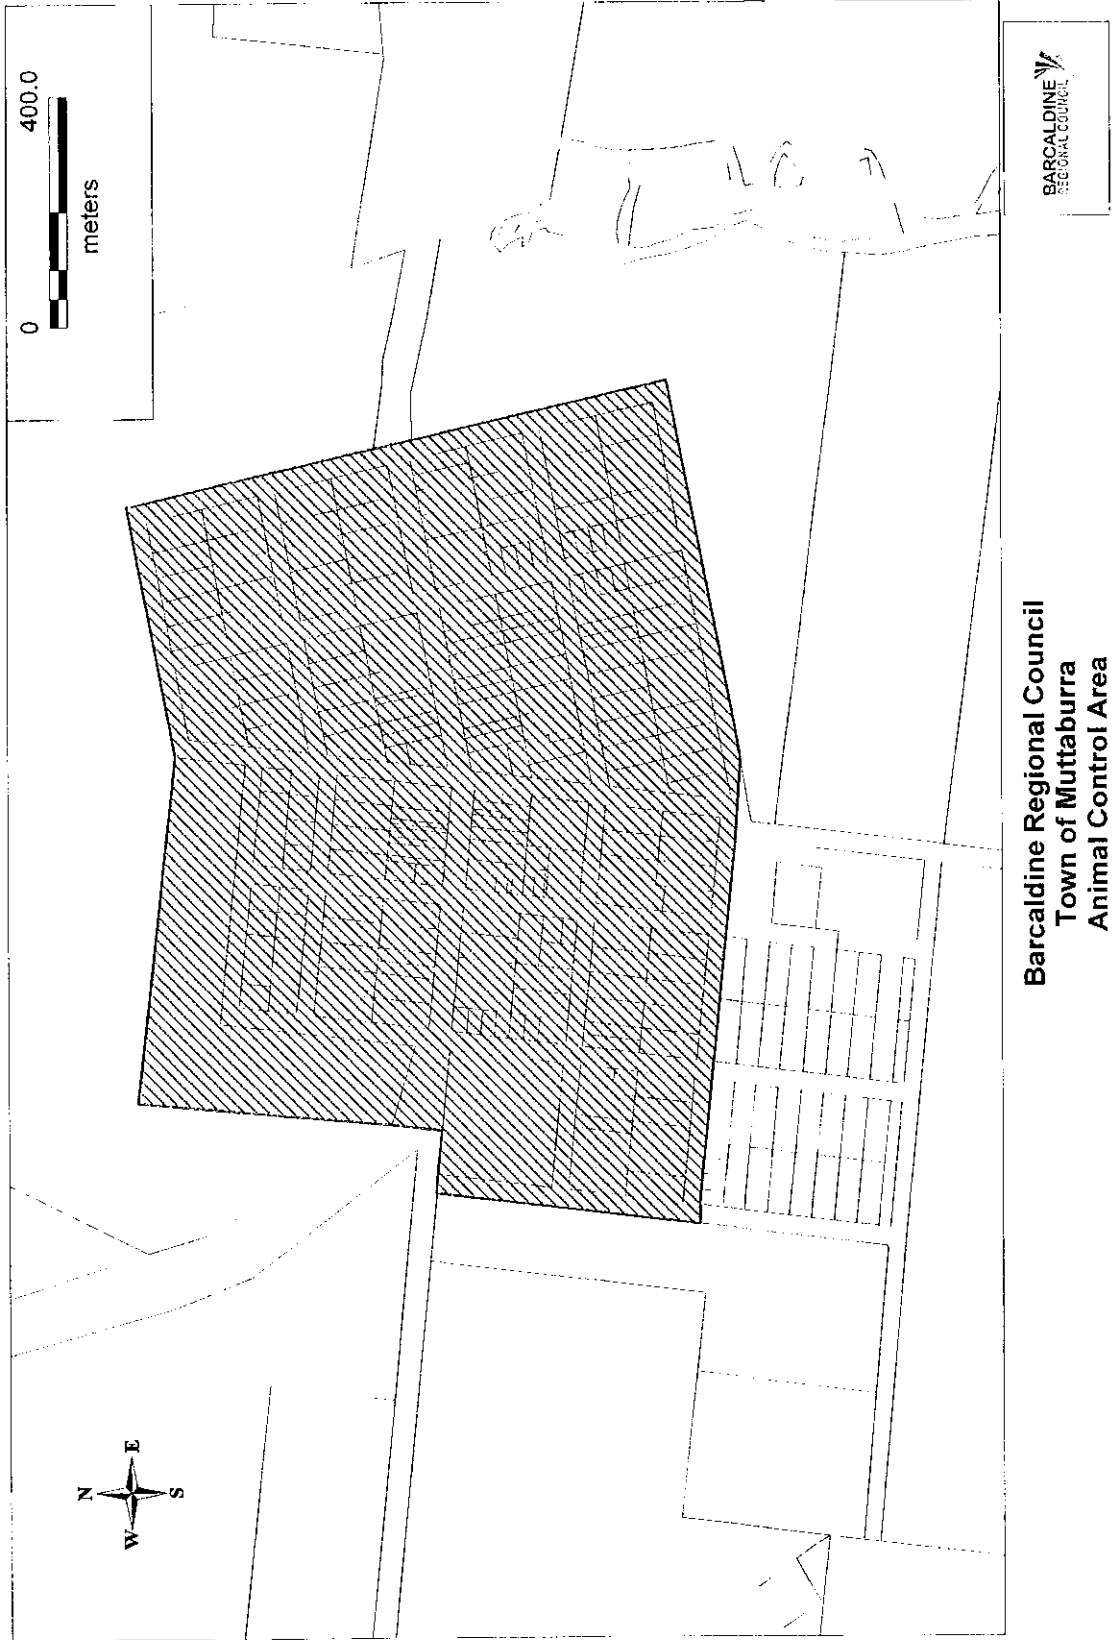 N
W E
S
0 400.0
meters
Barcaldine Regional Council
Town of Muttaburra
Animal Control Area
BARCALDINE
REGIONAL COUNCIL